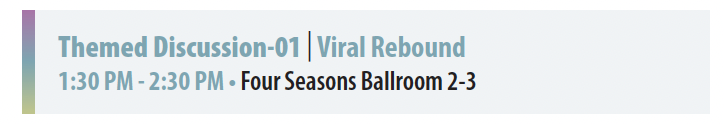 Themed Discussion-01 | Viral Rebound
1:30 PM - 2:30 PM • Four Seasons Ballroom 2-3